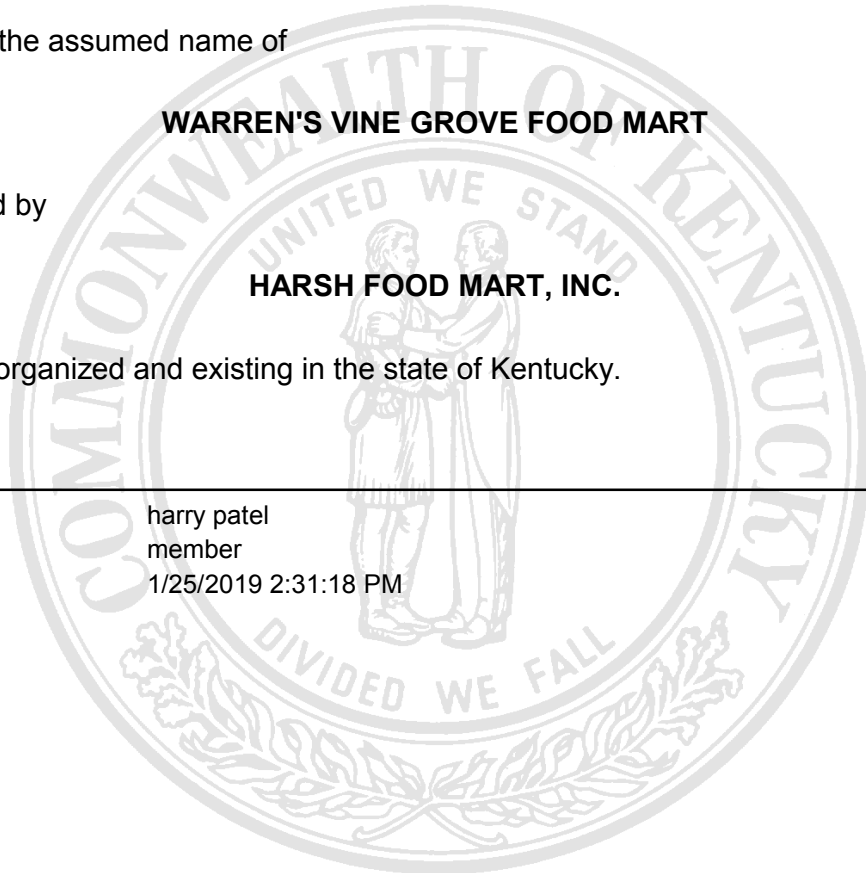 the assumed name of
WARREN'S VINE GROVE FOOD MART
d by
HARSH FOOD MART, INC.
organized and existing in the state of Kentucky.
harry patel
member
1/25/2019 2:31:18 PM
COMMONWEALTH OF KENTUCKY
UNITED WE STAND
DIVIDED WE FALL